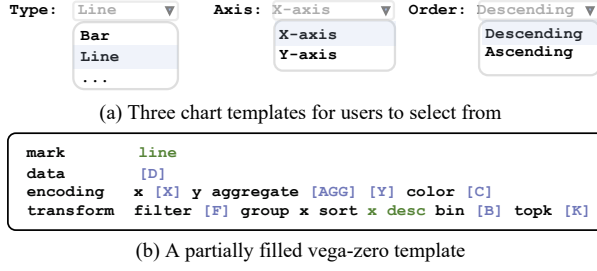 Type: Line ▼ Axis: X-axis ▼ Order: Descending ▼
Bar X-axis Descending
Line Y-axis Ascending
...
(a) Three chart templates for users to select from
mark line
data [D]
encoding x [X] y aggregate [AGG] [Y] color [C]
transform filter [F] group x sort x desc bin [B] topk [K]
(b) A partially filled vega-zero template